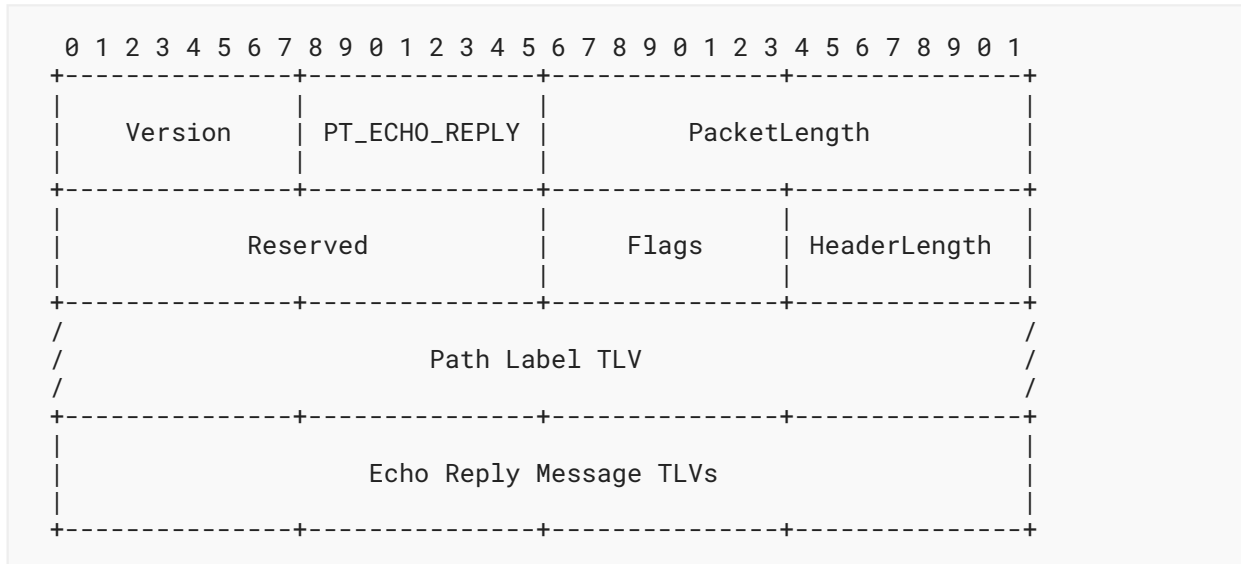 0 1 2 3 4 5 6 7 8 9 0 1 2 3 4 5 6 7 8 9 0 1 2 3 4 5 6 7 8 9 0 1
+---------------+---------------+---------------+---------------+
|               |               |                               |
|    Version    | PT_ECHO_REPLY |         PacketLength          |
|               |               |                               |
+---------------+---------------+---------------+---------------+
|                               |               |               |
|            Reserved           |     Flags     | HeaderLength  |
|                               |               |               |
+---------------+---------------+---------------+---------------+
/                                                               /
/                        Path Label TLV                         /
/                                                               /
+---------------+---------------+---------------+---------------+
|                                                               |
|                    Echo Reply Message TLVs                    |
|                                                               |
+---------------+---------------+---------------+---------------+